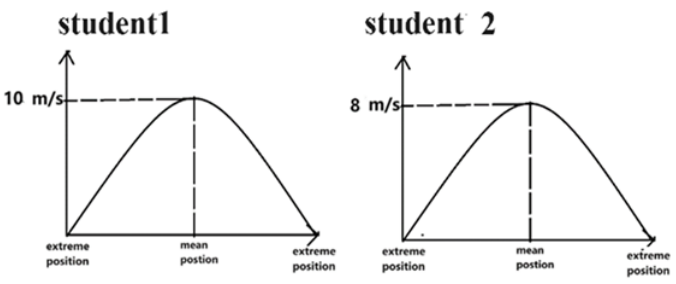 student1
10 m/s
extreme
position
mean
postion
extreme
position
student 2
8 m/s
extreme
position
mean
postion
extreme
position